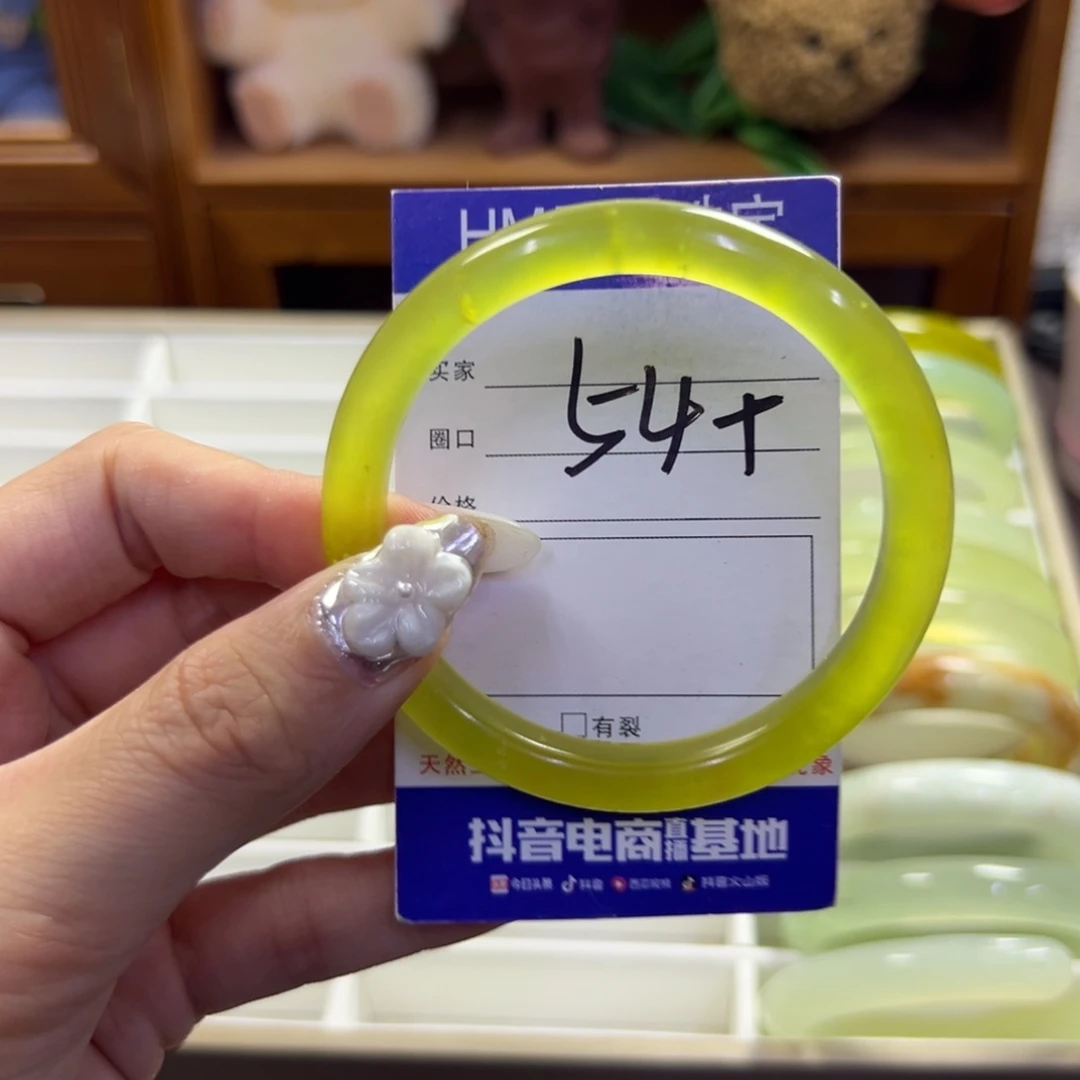 买家
54+
圈口
价格
有裂
天然
象
抖音电商直播基地
今日头条 抖音 西瓜视频 抖音火山版